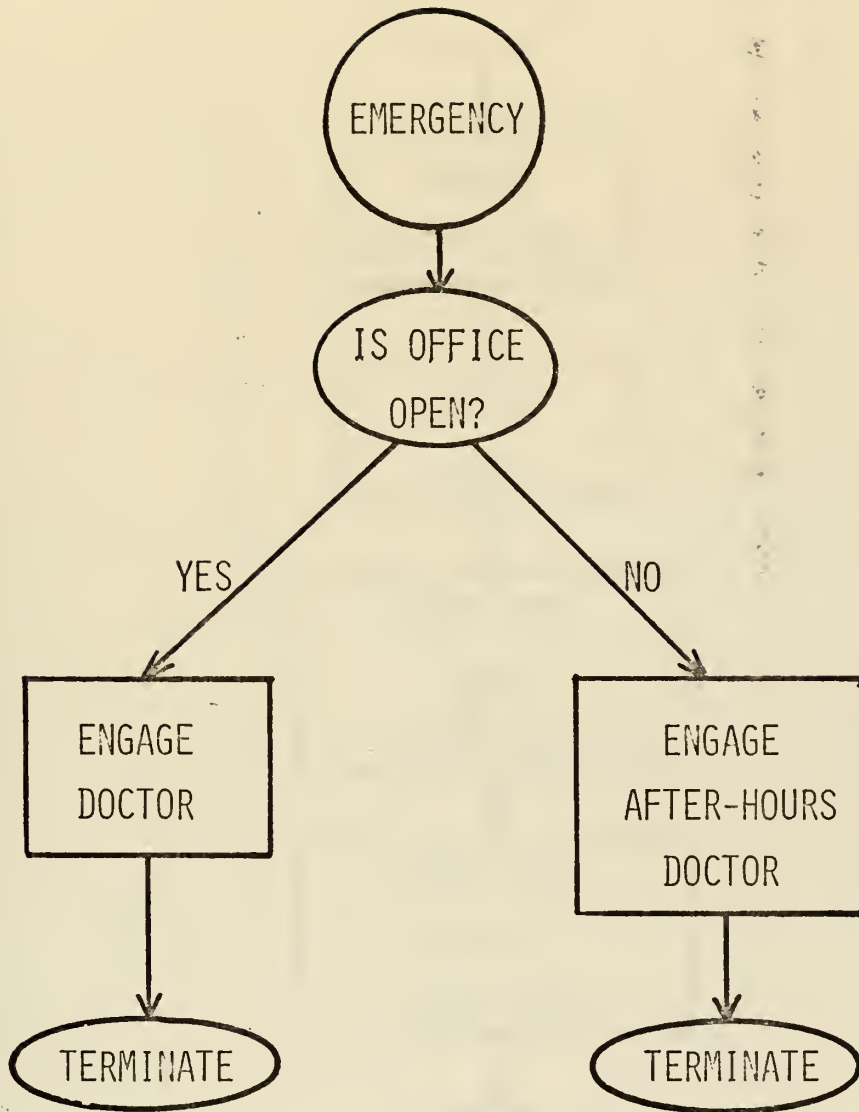 EMERGENCY
IS OFFICE
OPEN?
YES
NO
ENGAGE
DOCTOR
ENGAGE
AFTER-HOURS
DOCTOR
TERMINATE
TERMINATE